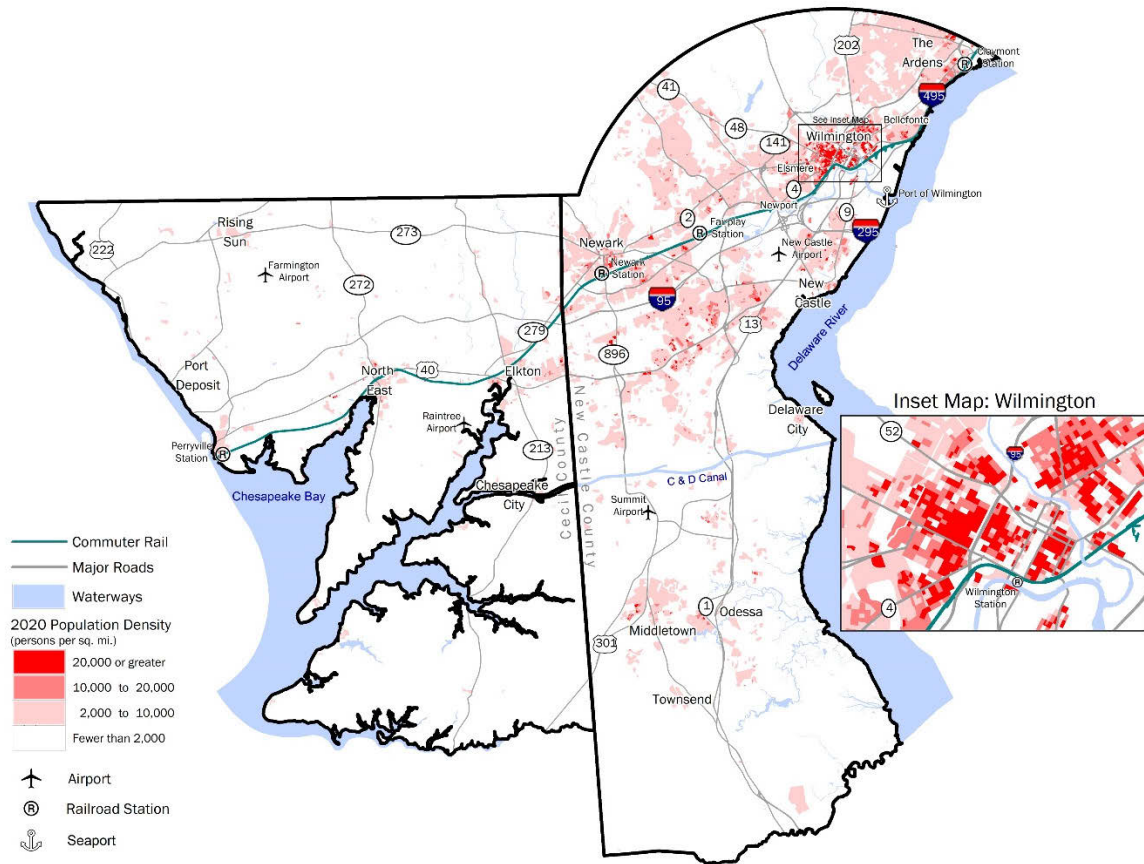 202
The
Ardens
Claymont
Station
R
41
495
48
See Inset Map
Bellefonte
Wilmington
141
Elsmere
4
Port of Wilmington
Newport
2
9
Rising
Sun
273
222
Fairplay
Station
R
295
Newark
New Castle
Airport
Farmington
Airport
Newark
Station
R
272
95
New
Castle
279
13
Delaware River
896
Port
Deposit
North
East
40
Elkton
Delaware
City
Inset Map: Wilmington
Raintree
Airport
52
95
Perryville
Station
R
213
Cecil County
New Castle County
C & D Canal
Chesapeake Bay
Chesapeake
City
Summit
Airport
Commuter Rail
Major Roads
Waterways
Wilmington
Station
R
4
2020 Population Density
(persons per sq. mi.)
20,000 or greater
10,000 to 20,000
2,000 to 10,000
Fewer than 2,000
1
Odessa
Middletown
301
Townsend
Airport
R
Railroad Station
Seaport